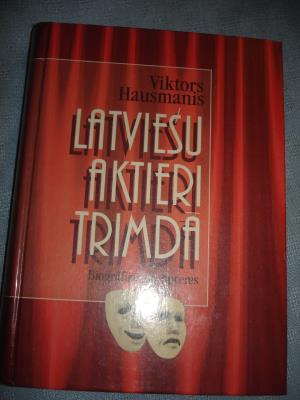 Viktors
Hausmanis
LATVIEŠU
AKTIERI
TRIMDĀ